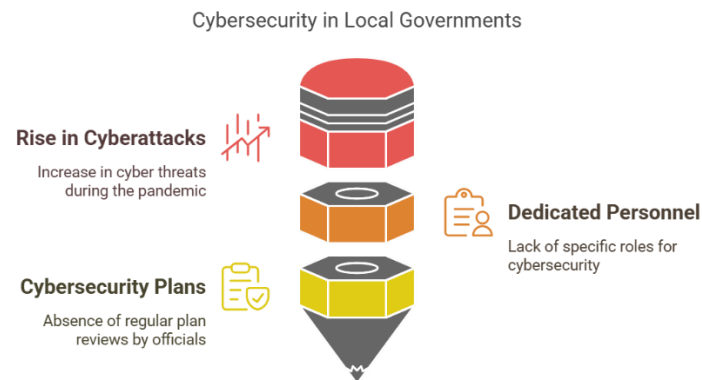 Cybersecurity in Local Governments
Rise in Cyberattacks
Increase in cyber threats
during the pandemic
Dedicated Personnel
Lack of specific roles for
cybersecurity
Cybersecurity Plans
Absence of regular plan
reviews by officials